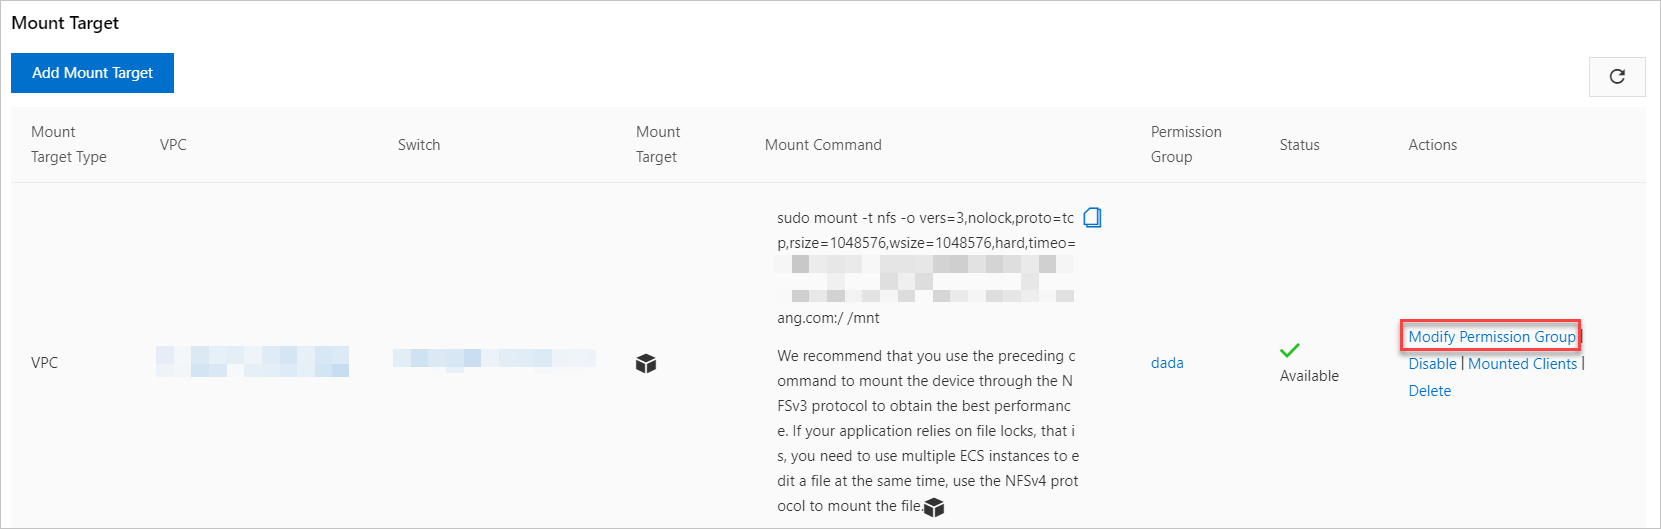 Mount Target
Add Mount Target
Mount
Target Type
VPC
Switch
Mount
Target
Mount Command
Permission
Group
Status
Actions
VPC
sudo mount -t nfs -o vers=3,nolock,proto=tc
p,rsize=1048576,wsize=1048576,hard,timeo=
ang.com:/ /mnt
We recommend that you use the preceding c
ommand to mount the device through the N
FSv3 protocol to obtain the best performanc
e. If your application relies on file locks, that i
s, you need to use multiple ECS instances to e
dit a file at the same time, use the NFSv4 prot
ocol to mount the file.
dada
Available
Modify Permission Group |
Disable | Mounted Clients |
Delete